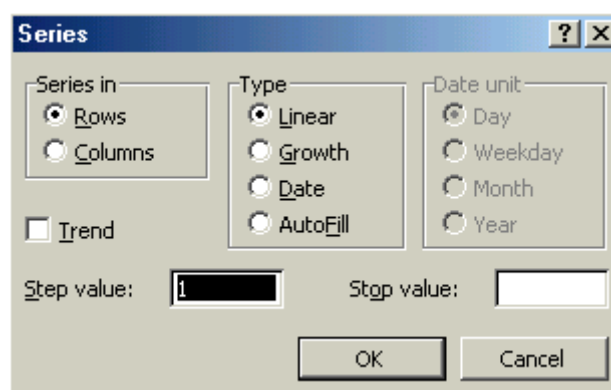 Series
Series in
Rows
Columns
Trend
Type
Linear
Growth
Date
AutoFill
Date unit
Day
Weekday
Month
Year
Step value: 1
Stop value:
OK
Cancel